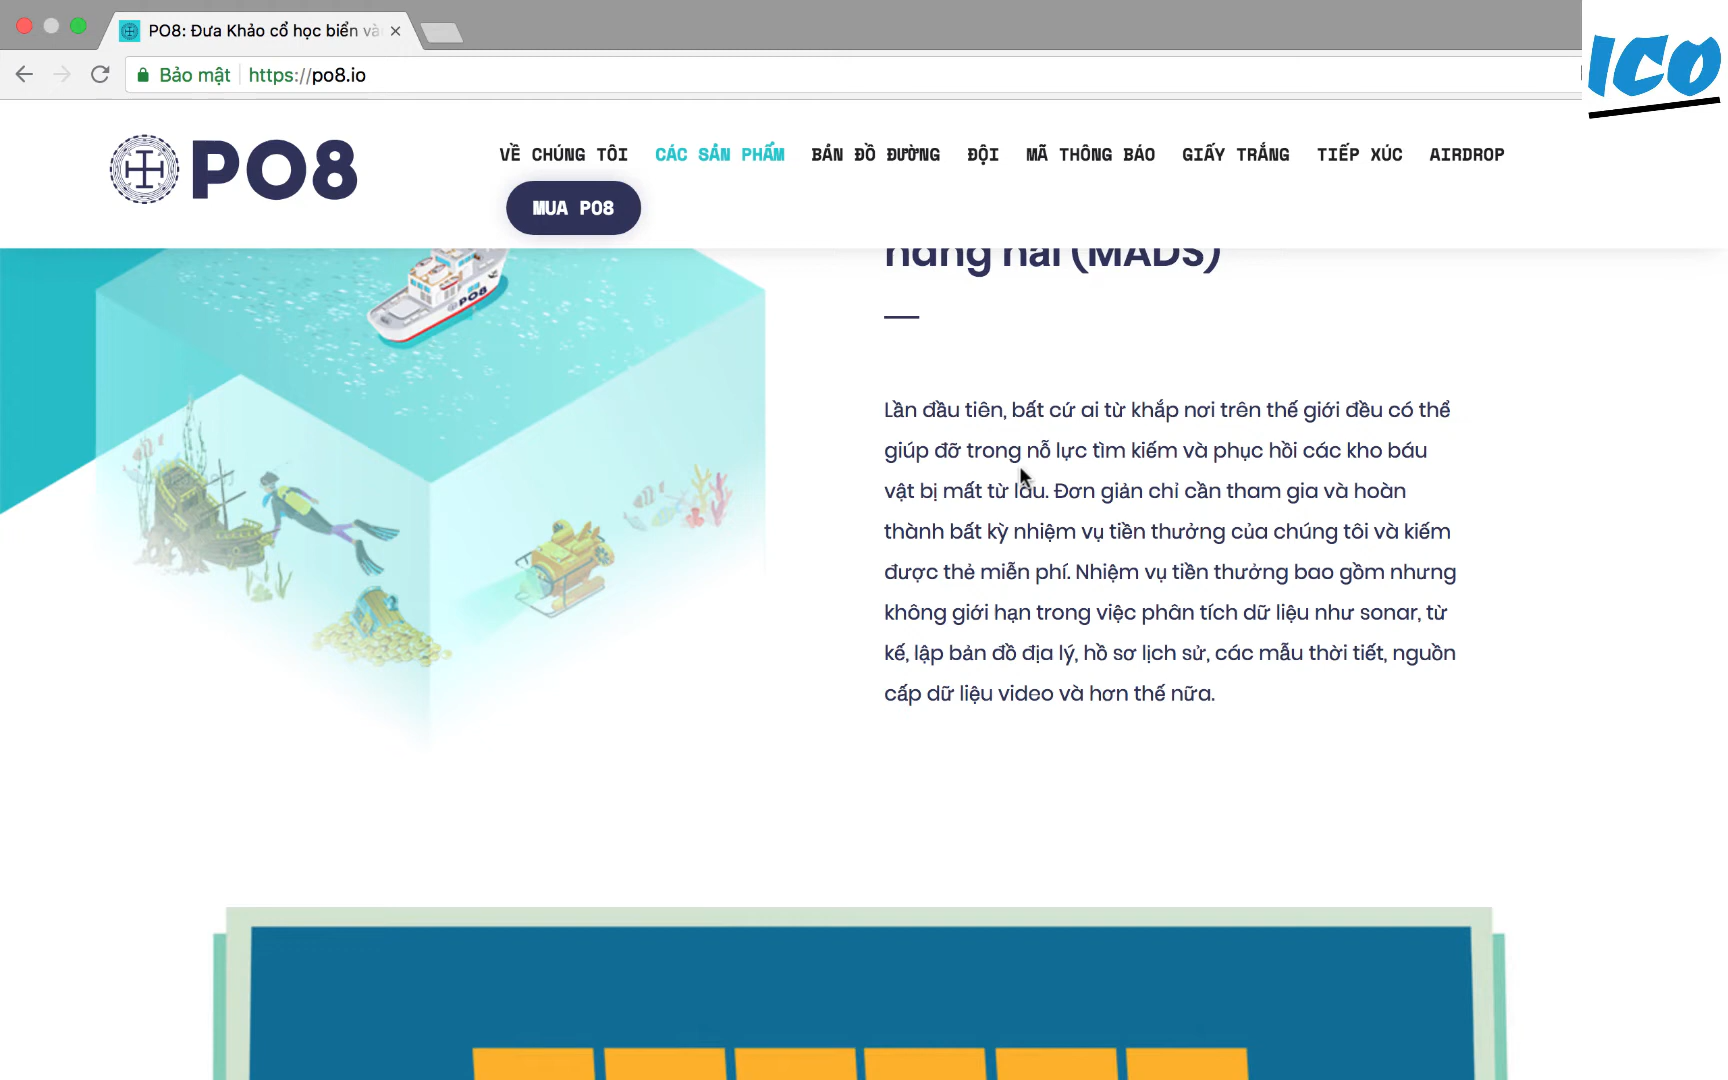 PO8: Đưa Khảo cổ học biển và
ICO
Bảo mật https://po8.io
PO8
VỀ CHÚNG TÔI CÁC SẢN PHẨM BẢN ĐỒ ĐƯỜNG ĐỘI MÃ THÔNG BÁO GIẤY TRẮNG TIẾP XÚC AIRDROP
MUA PO8
hàng hải (MADS)
PO8
Lần đầu tiên, bất cứ ai từ khắp nơi trên thế giới đều có thể
giúp đỡ trong nỗ lực tìm kiếm và phục hồi các kho báu
vật bị mất từ lâu. Đơn giản chỉ cần tham gia và hoàn
thành bất kỳ nhiệm vụ tiền thưởng của chúng tôi và kiếm
được thẻ miễn phí. Nhiệm vụ tiền thưởng bao gồm nhưng
không giới hạn trong việc phân tích dữ liệu như sonar, từ
kế, lập bản đồ địa lý, hồ sơ lịch sử, các mẫu thời tiết, nguồn
cấp dữ liệu video và hơn thế nữa.